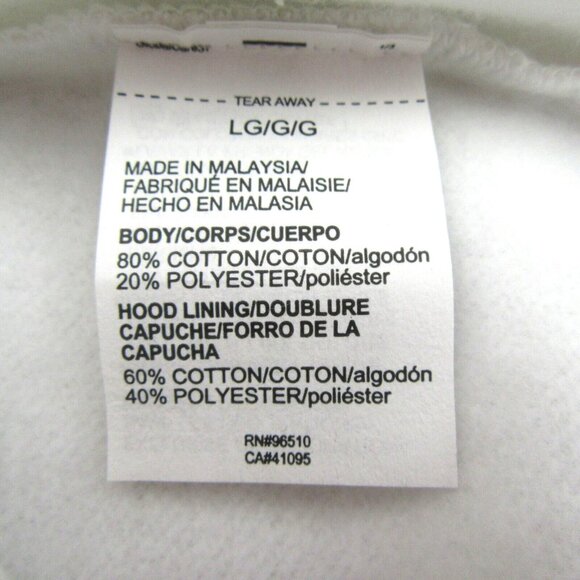 TEAR AWAY
LG/G/G
MADE IN MALAYSIA/
FABRIQUÉ EN MALAISIE/
HECHO EN MALASIA
BODY/CORPS/CUERPO
80% COTTON/COTON/algodón
20% POLYESTER/poliéster
HOOD LINING/DOUBLURE
CAPUCHE/FORRO DE LA
CAPUCHA
60% COTTON/COTON/algodón
40% POLYESTER/poliéster
RN#96510
CA#41095